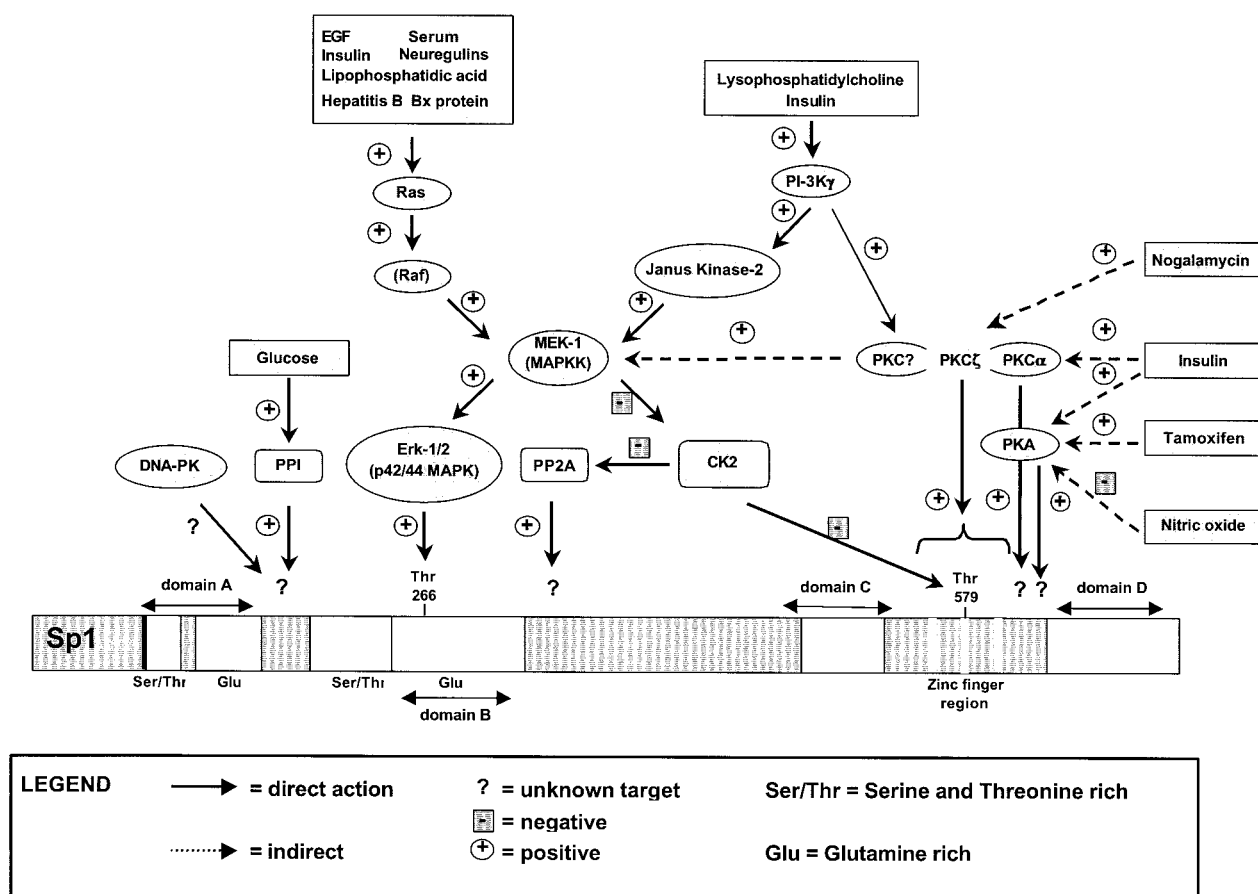 EGF Serum
Insulin Neuregulins
Lipophosphatidic acid
Hepatitis B Bx protein
Lysophosphatidylcholine
Insulin
+
+
PI-3Kγ
Ras
+
+
+
Janus Kinase-2
+
Nogalamycin
(Raf)
+
+
MEK-1
(MAPKK)
+
+
Glucose
PKC?
PKCζ
PKCα
Insulin
+
+
-
+
+
DNA-PK
PPI
Erk-1/2
(p42/44 MAPK)
PP2A
-
CK2
PKA
Tamoxifen
?
+
+
+
-
+
+
+
-
Nitric oxide
domain A
?
Thr
266
?
domain C
Thr
579
?
?
domain D
Sp1
Ser/Thr
Glu
Ser/Thr
Glu
domain B
Zinc finger
region
LEGEND
= direct action
? = unknown target
Ser/Thr = Serine and Threonine rich
- = negative
= indirect
+ = positive
Glu = Glutamine rich